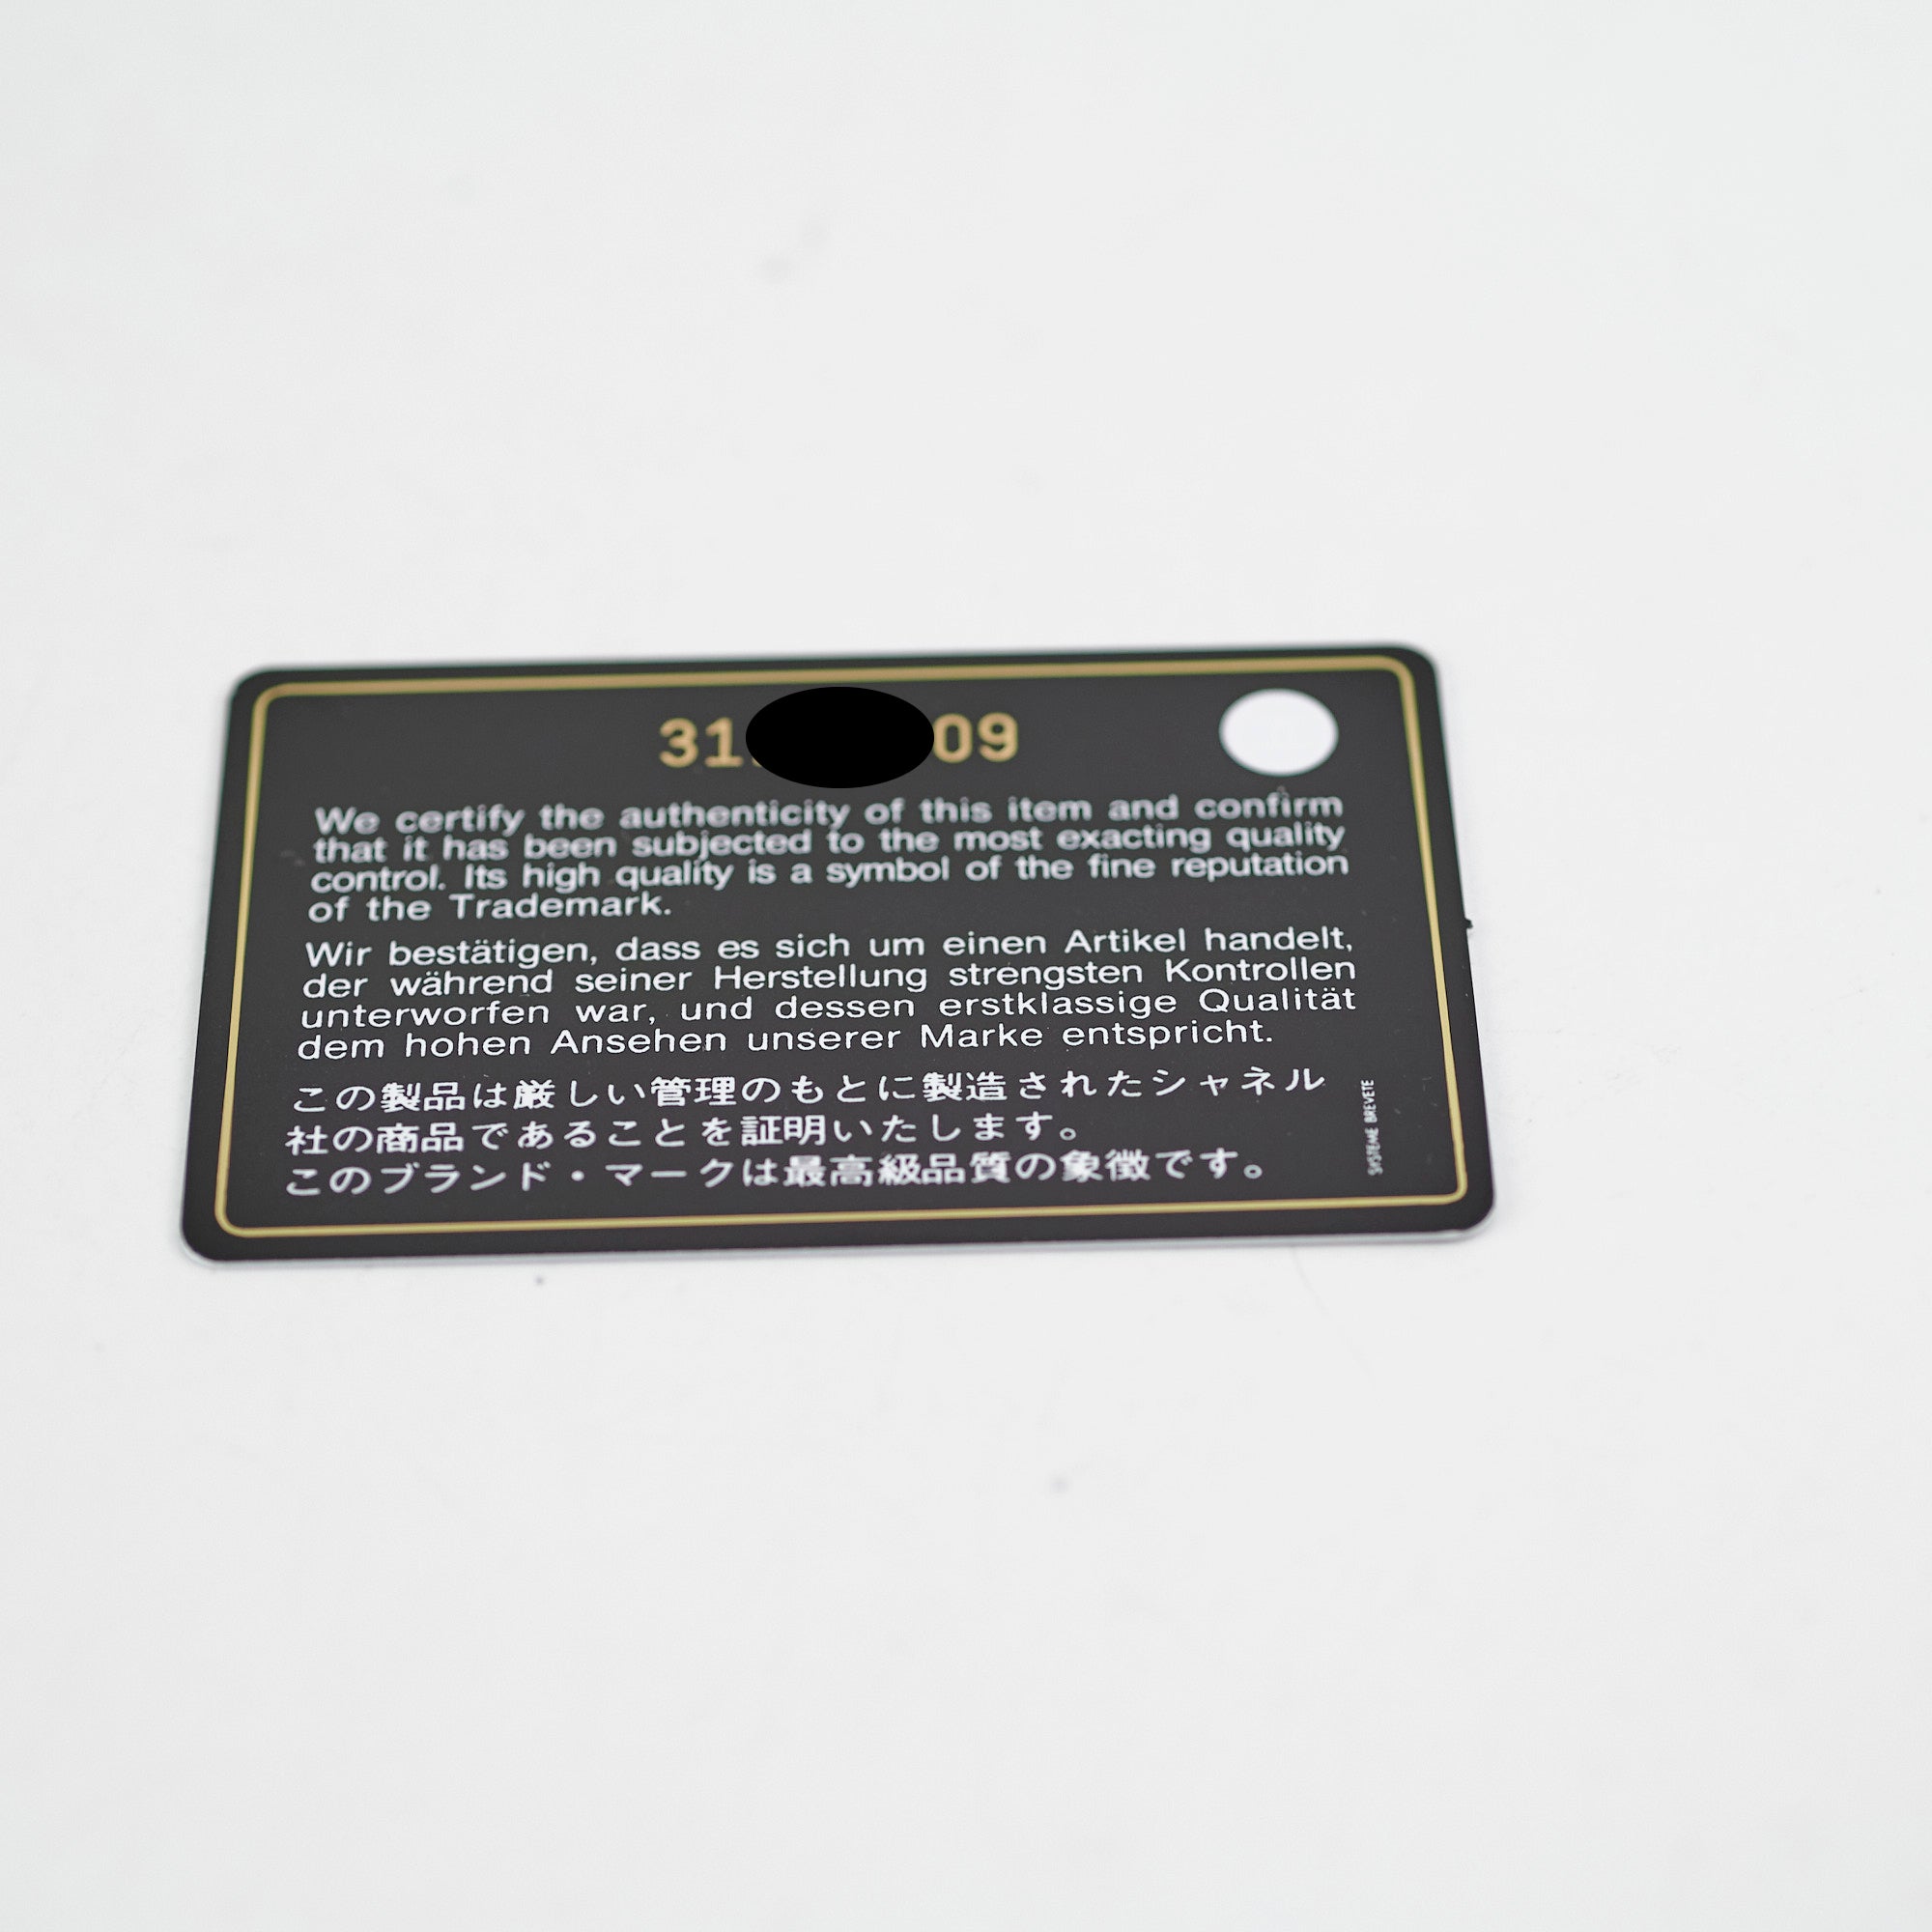 31 09
We certify the authenticity of this item and confirm
that it has been subjected to the most exacting quality
control. Its high quality is a symbol of the fine reputation
of the Trademark.
Wir bestätigen, dass es sich um einen Artikel handelt,
der während seiner Herstellung strengsten Kontrollen
unterworfen war, und dessen erstklassige Qualität
dem hohen Ansehen unserer Marke entspricht.
この製品は厳しい管理のもとに製造されたシャネル
社の商品であることを証明いたします。
このブランド・マークは最高級品質の象徴です。
SYSTEME BREVETE